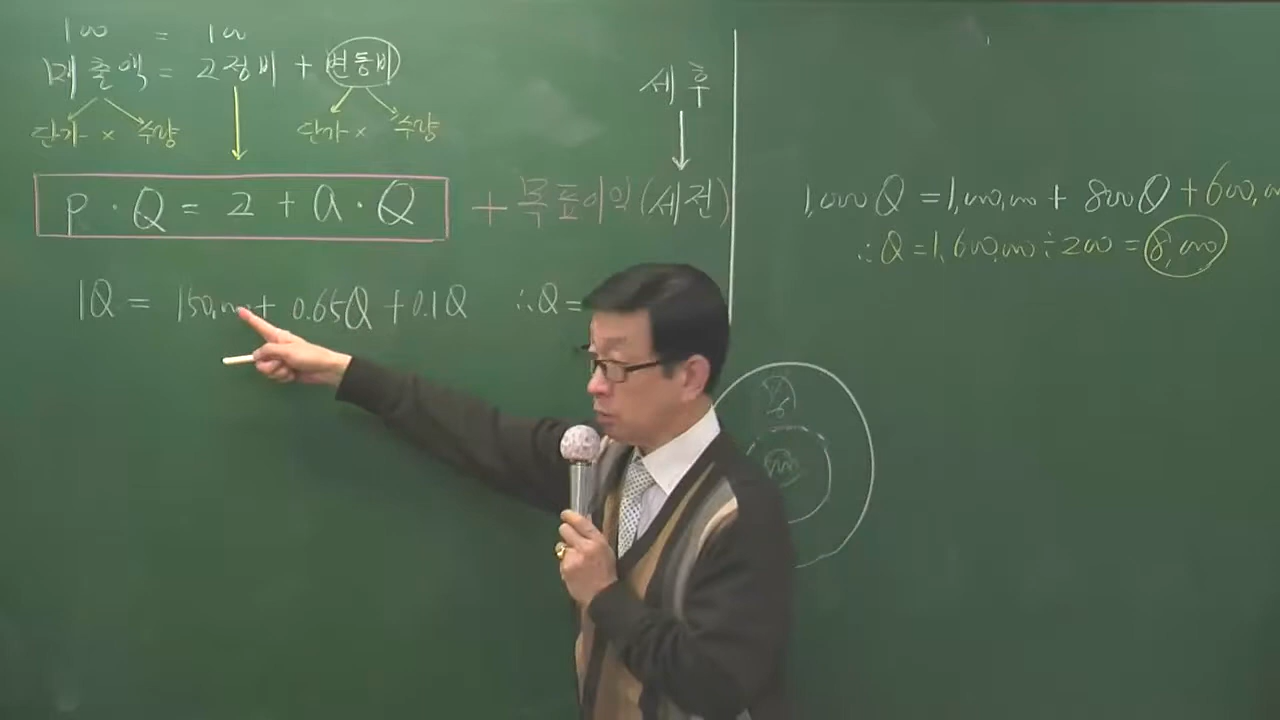 100 = 100
매출액 = 고정비 + 변동비
단가 × 수량
단가 × 수량
세후
P · Q = 고 + a · Q + 목표이익(세전)
1Q = 150,000 + 0.65Q + 0.1Q ∴Q =
1,000Q = 1,000,000 + 800Q + 600,0
∴Q = 1,600,000 ÷ 200 = 8,000